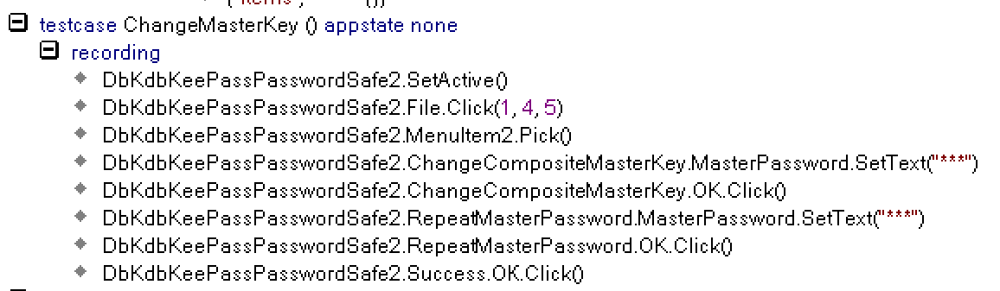 testcase ChangeMasterKey () appstate none
recording
DbKdbKeePassPasswordSafe2.SetActive()
DbKdbKeePassPasswordSafe2.File.Click(1, 4, 5)
DbKdbKeePassPasswordSafe2.MenuItem2.Pick()
DbKdbKeePassPasswordSafe2.ChangeCompositeMasterKey.MasterPassword.SetText("***")
DbKdbKeePassPasswordSafe2.ChangeCompositeMasterKey.OK.Click()
DbKdbKeePassPasswordSafe2.RepeatMasterPassword.MasterPassword.SetText("***")
DbKdbKeePassPasswordSafe2.RepeatMasterPassword.OK.Click()
DbKdbKeePassPasswordSafe2.Success.OK.Click()